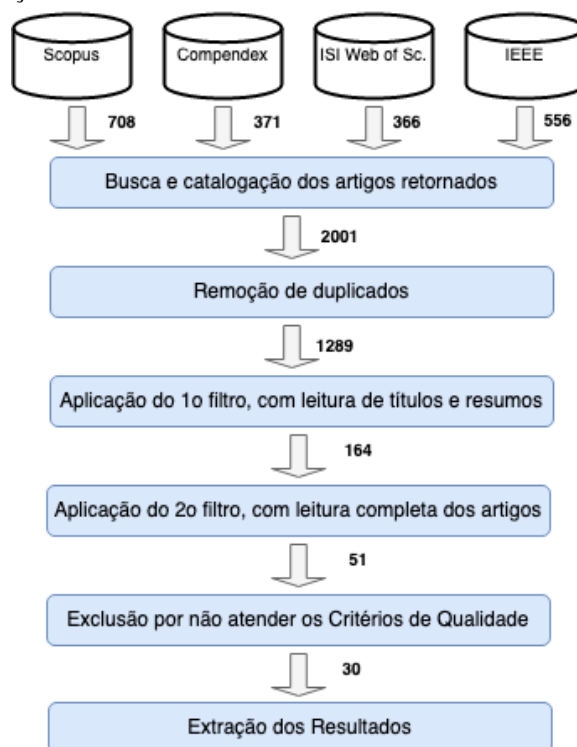 Scopus
Compendex
ISI Web of Sc.
IEEE
708
371
366
556
Busca e catalogação dos artigos retornados
2001
Remoção de duplicados
1289
Aplicação do 1o filtro, com leitura de títulos e resumos
164
Aplicação do 2o filtro, com leitura completa dos artigos
51
Exclusão por não atender os Critérios de Qualidade
30
Extração dos Resultados